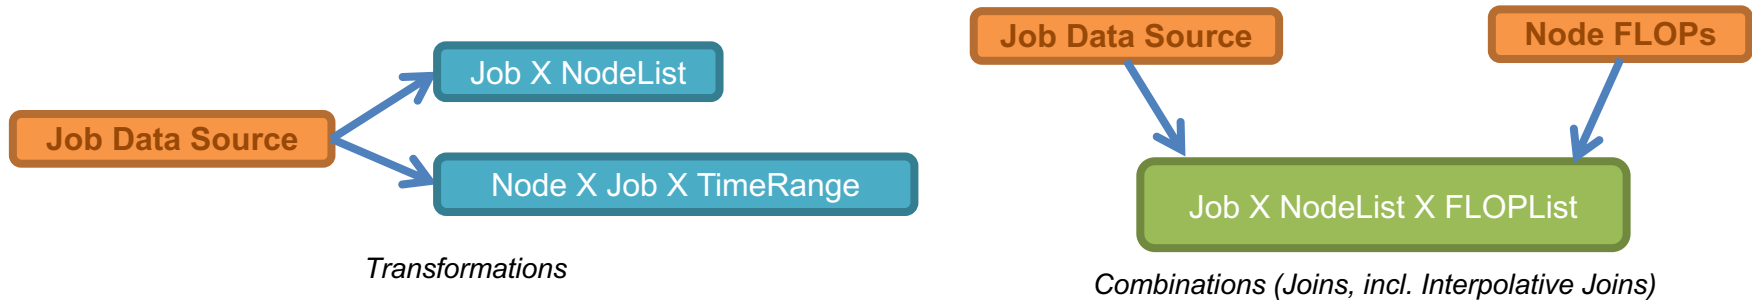 Job X NodeList
Job Data Source
Node X Job X TimeRange
Transformations
Job Data Source
Node FLOPs
Job X NodeList X FLOPList
Combinations (Joins, incl. Interpolative Joins)